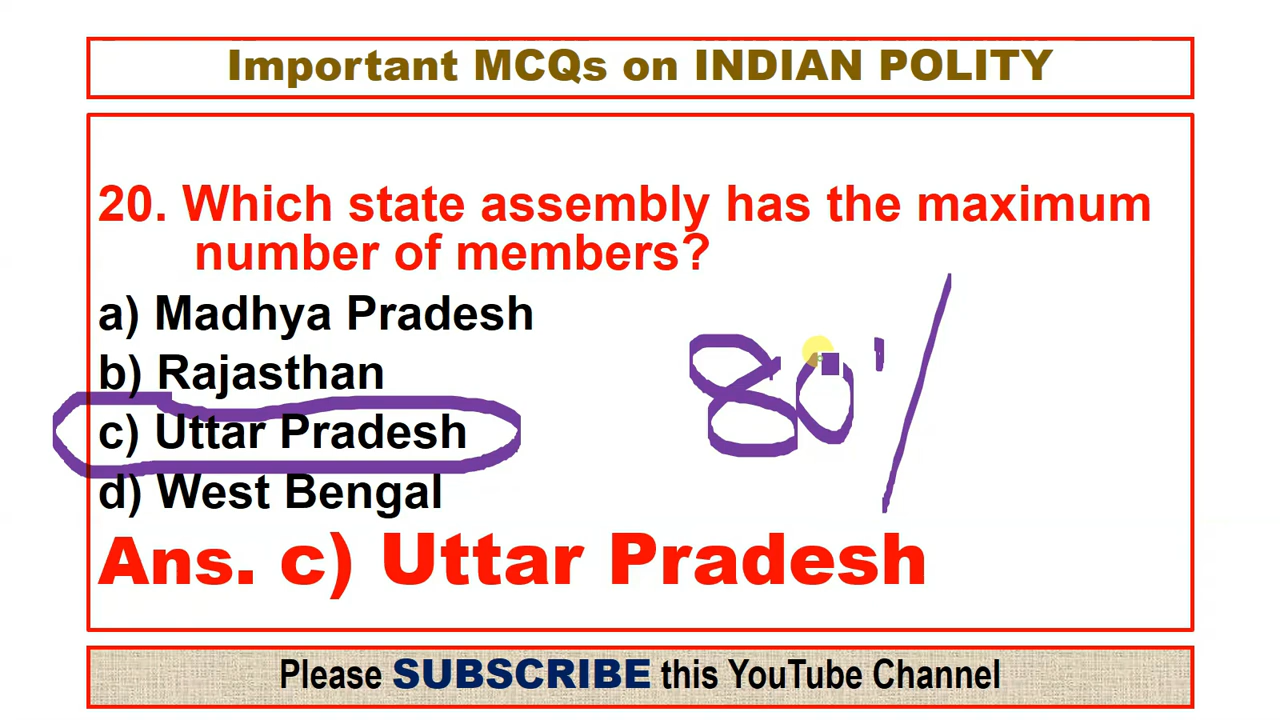 Important MCQs on INDIAN POLITY
20. Which state assembly has the maximum
number of members?
a) Madhya Pradesh
b) Rajasthan
80'/
c) Uttar Pradesh
d) West Bengal
Ans. c) Uttar Pradesh
Please SUBSCRIBE this YouTube Channel